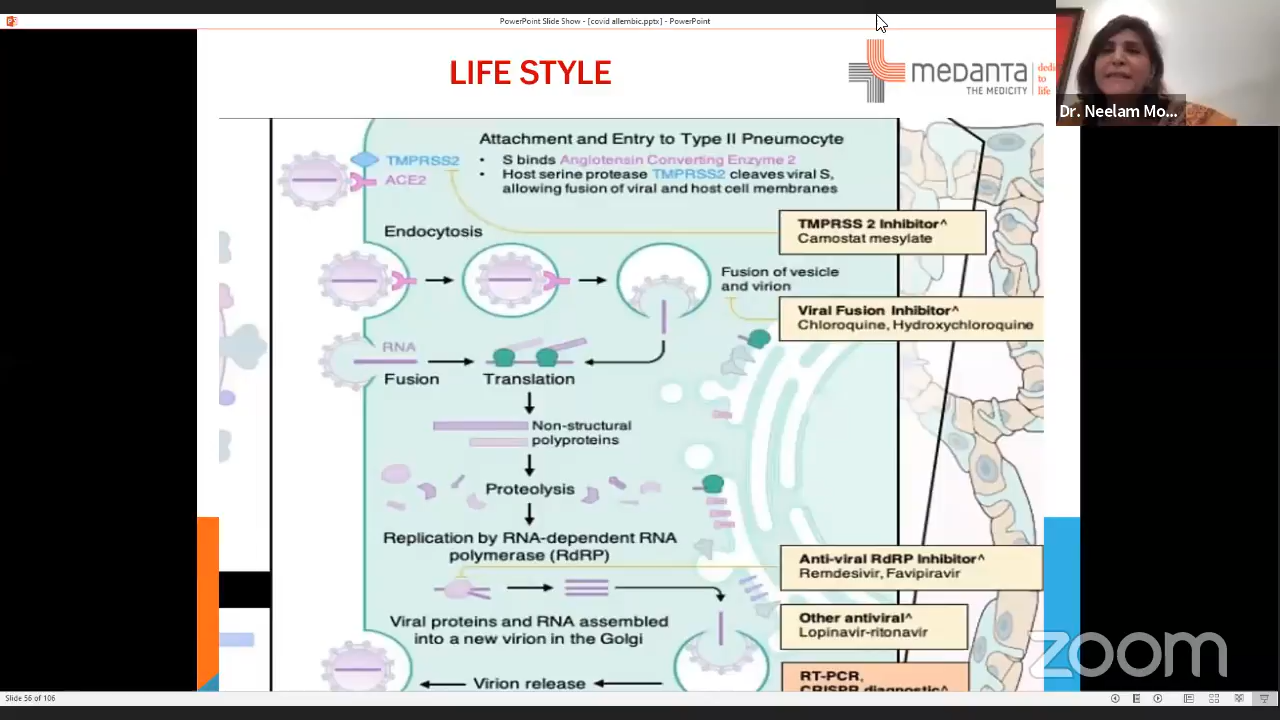 PowerPoint Slide Show - [covid allembic.pptx] - PowerPoint
LIFE STYLE
medanta
THE MEDICITY
to
life
Dr. Neelam Mo...
Attachment and Entry to Type II Pneumocyte
TMPRSS2
ACE2
• S binds Angiotensin Converting Enzyme 2
• Host serine protease TMPRSS2 cleaves viral S,
allowing fusion of viral and host cell membranes
TMPRSS 2 Inhibitor^
Camostat mesylate
Endocytosis
Fusion of vesicle
and virion
Viral Fusion Inhibitor^
Chloroquine, Hydroxychloroquine
RNA
Fusion
Translation
Non-structural
polyproteins
Proteolysis
Replication by RNA-dependent RNA
polymerase (RdRP)
Anti-viral RdRP Inhibitor^
Remdesivir, Favipiravir
Viral proteins and RNA assembled
into a new virion in the Golgi
Other antiviral^
Lopinavir-ritonavir
RT-PCR,
CRISPR diagnostic^
Virion release
zoom
Slide 56 of 106